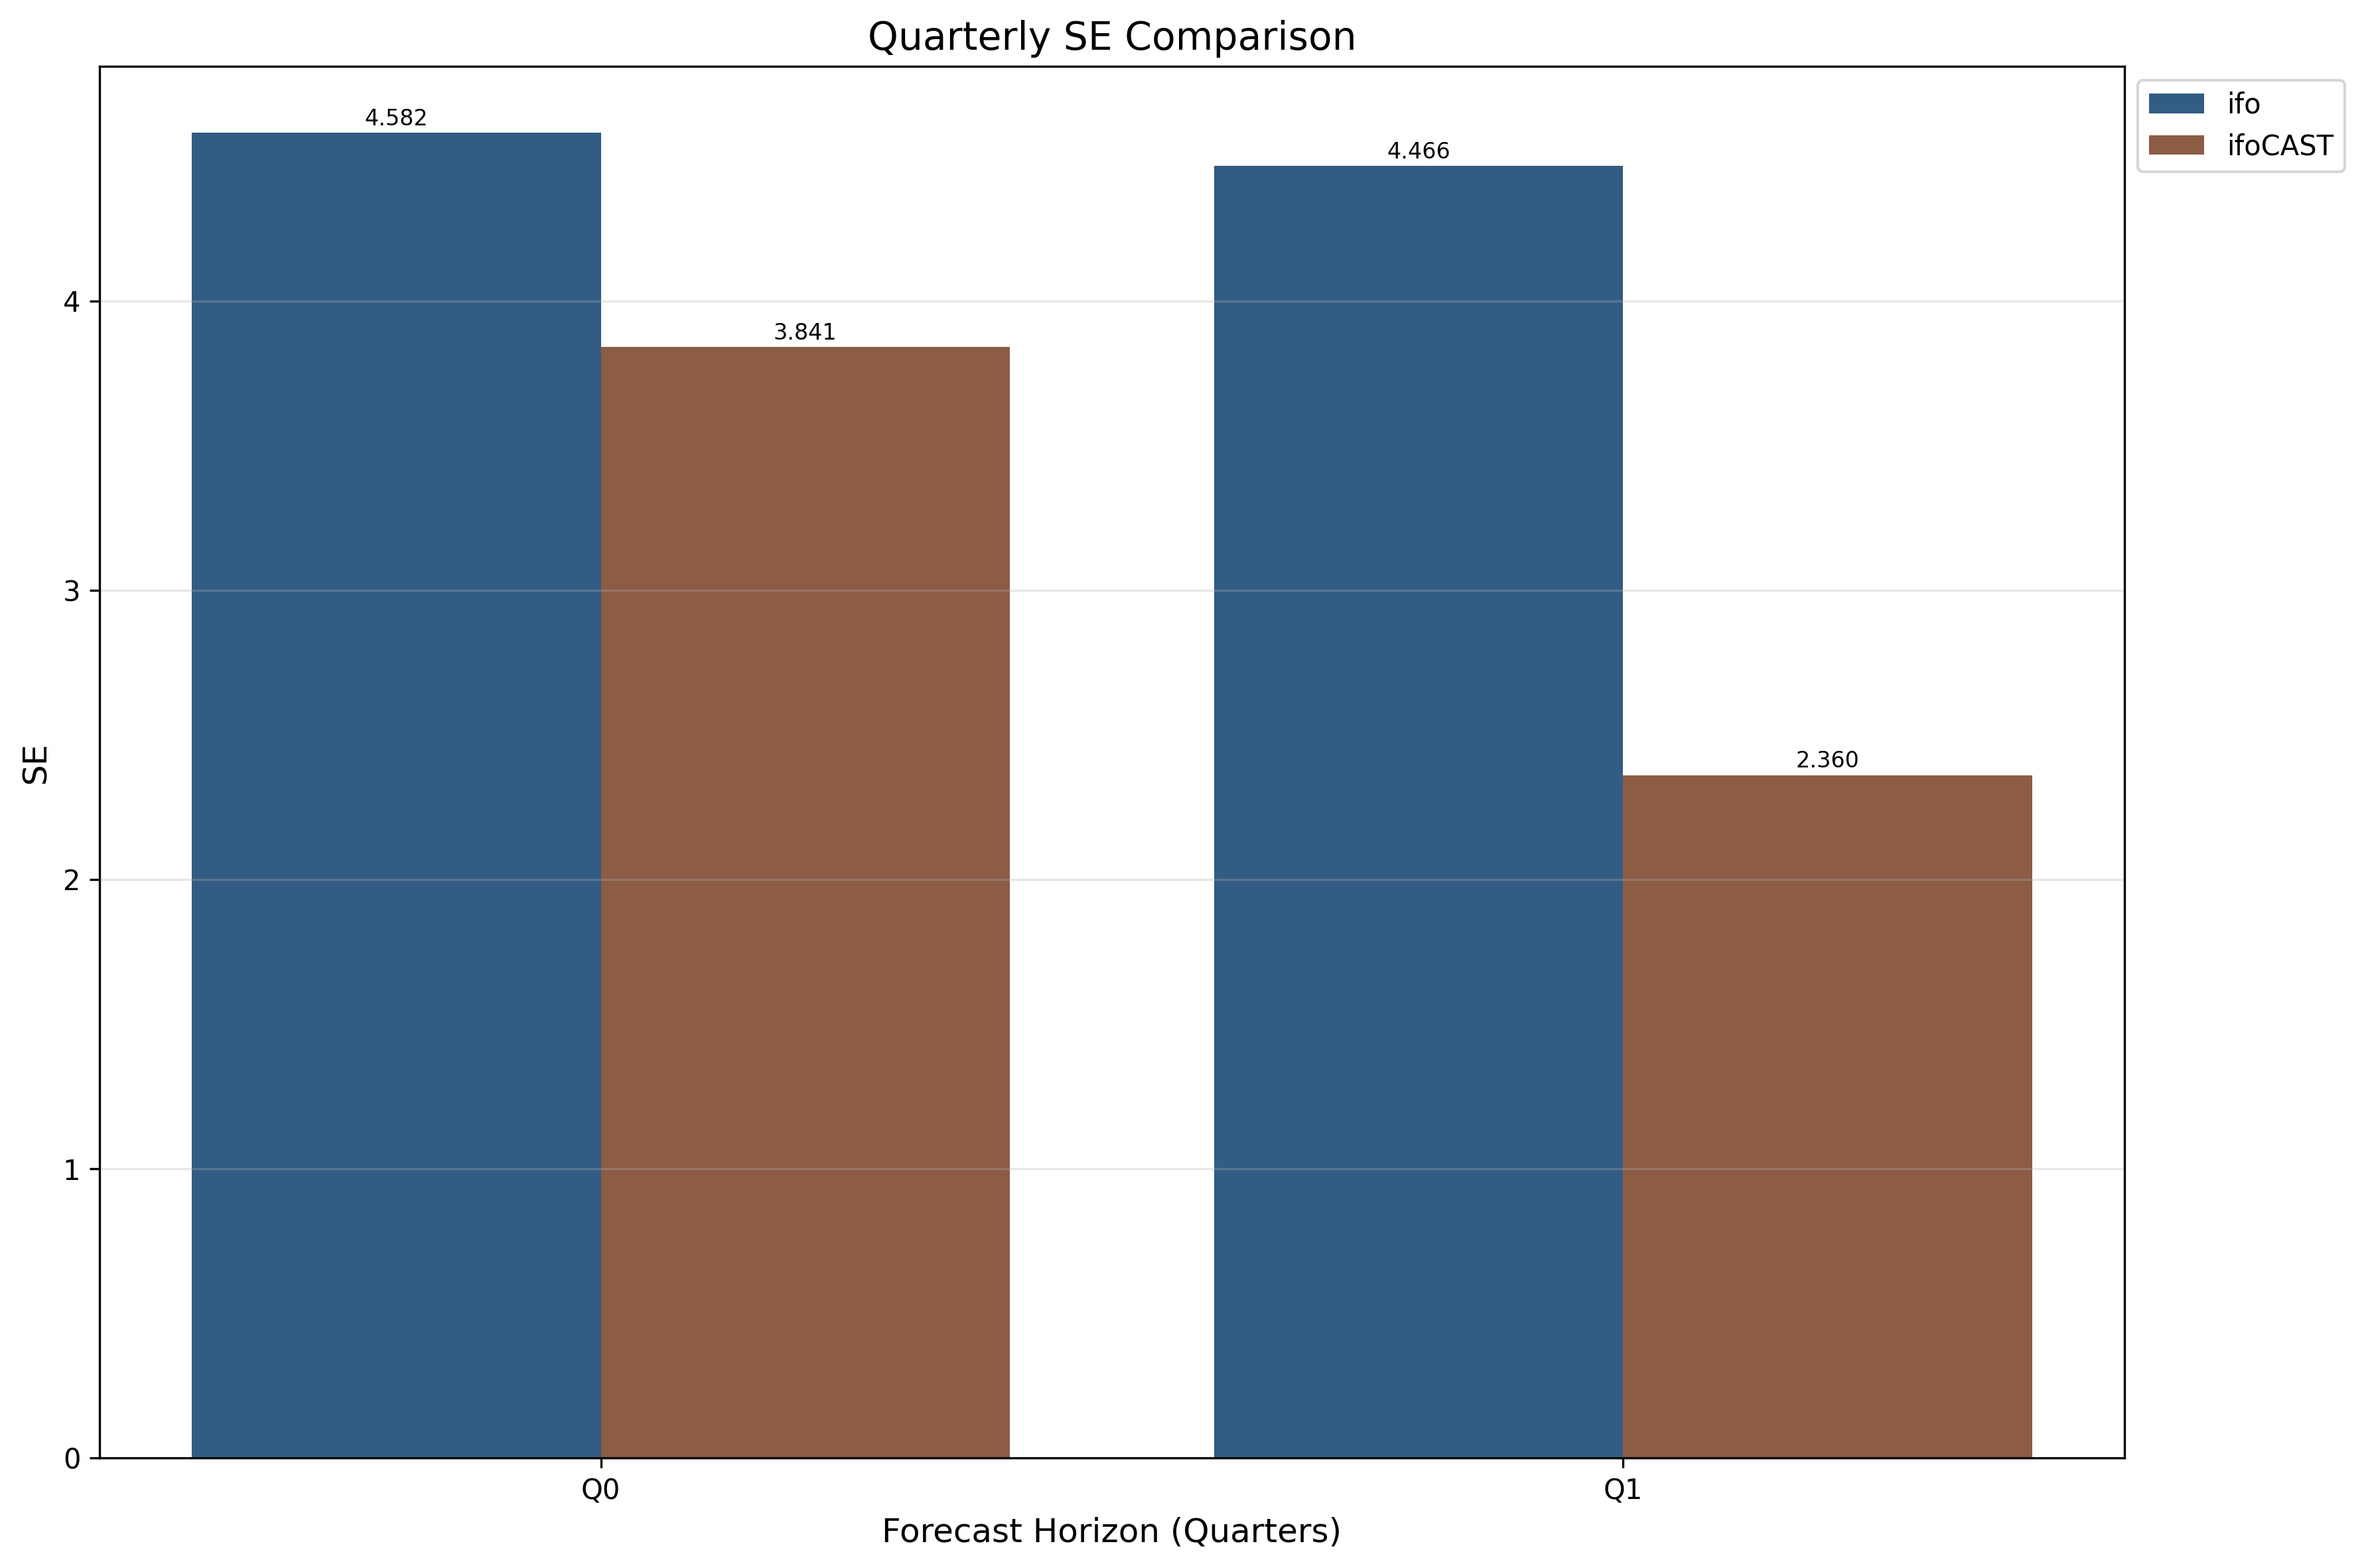 Quarterly SE Comparison
ifo
ifoCAST
4.582
4.466
3.841
2.360
4
3
2
1
0
SE
Q0
Q1
Forecast Horizon (Quarters)